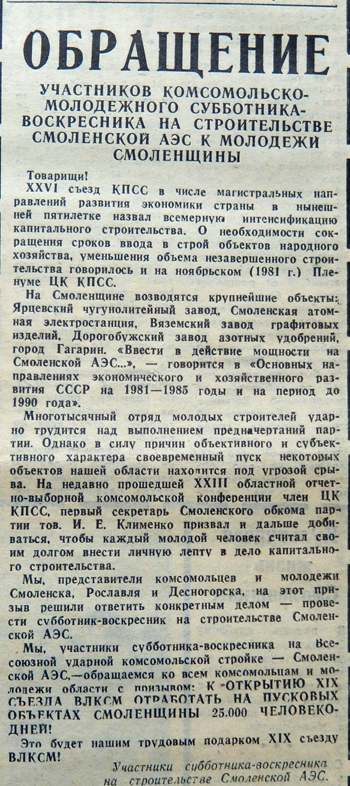 ОБРАЩЕНИЕ
УЧАСТНИКОВ КОМСОМОЛЬСКО-
МОЛОДЕЖНОГО СУББОТНИКА-
ВОСКРЕСНИКА НА СТРОИТЕЛЬСТВЕ
СМОЛЕНСКОЙ АЭС К МОЛОДЕЖИ
СМОЛЕНЩИНЫ
Товарищи!
XXVI съезд КПСС в числе магистральных нап-
равлений развития экономики страны в нынеш-
ней пятилетке назвал всемерную интенсификацию
капитального строительства. О необходимости сок-
ращения сроков ввода в строй объектов народного
хозяйства, уменьшения объема незавершенного строи-
тельства говорилось и на ноябрьском (1981 г.) Пле-
нуме ЦК КПСС.
На Смоленщине возводятся крупнейшие объекты:
Ярцевский чугунолитейный завод, Смоленская атом-
ная электростанция, Вяземский завод графитовых
изделий, Дорогобужский завод азотных удобрений,
город Гагарин. «Ввести в действие мощности на
Смоленской АЭС...», — говорится в «Основных на-
правлениях экономического и хозяйственного раз-
вития СССР на 1981—1985 годы и на период до
1990 года».
Многотысячный отряд молодых строителей удар-
но трудится над выполнением предначертаний пар-
тии. Однако в силу причин объективного и субъек-
тивного характера своевременный пуск некоторых
объектов нашей области находится под угрозой сры-
ва. На недавно прошедшей XXIII областной отчет-
но-выборной комсомольской конференции член ЦК
КПСС, первый секретарь Смоленского обкома пар-
тии тов. И. Е. Клименко призвал и дальше доби-
ваться, чтобы каждый молодой человек считал сво-
им долгом внести личную лепту в дело капитально-
го строительства.
Мы, представители комсомольцев и молодежи
Смоленска, Рославля и Десногорска, на этот при-
зыв решили ответить конкретным делом — прове-
сти субботник-воскресник на строительстве Смолен-
ской АЭС.
Мы, участники субботника-воскресника на Все-
союзной ударной комсомольской стройке — Смолен-
ской АЭС,—обращаемся ко всем комсомольцам и мо-
лодежи области с призывом: К ОТКРЫТИЮ XIX
СЪЕЗДА ВЛКСМ ОТРАБОТАТЬ НА ПУСКОВЫХ
ОБЪЕКТАХ СМОЛЕНЩИНЫ 25.000 ЧЕЛОВЕКО-
ДНЕЙ!
Это будет нашим трудовым подарком XIX съезду
ВЛКСМ!
Участники субботника-воскресника
на строительстве Смоленской АЭС.